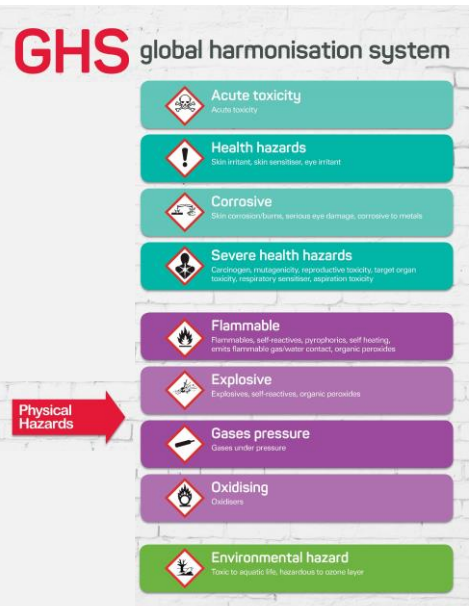 GHS global harmonisation system
Acute toxicity
Acute toxicity
Health hazards
Skin irritant, skin sensitiser, eye irritant
Corrosive
Skin corrosion/burns, serious eye damage, corrosive to metals
Severe health hazards
Carcinogen, mutagenicity, reproductive toxicity, target organ
toxicity, respiratory sensitiser, aspiration toxicity
Flammable
Flammables, self-reactives, pyrophorics, self heating,
emits flammable gas/water contact, organic peroxides
Explosive
Explosives, self-reactives, organic peroxides
Physical
Hazards
Gases pressure
Gases under pressure
Oxidising
Oxidisers
Environmental hazard
Toxic to aquatic life, hazardous to ozone layer